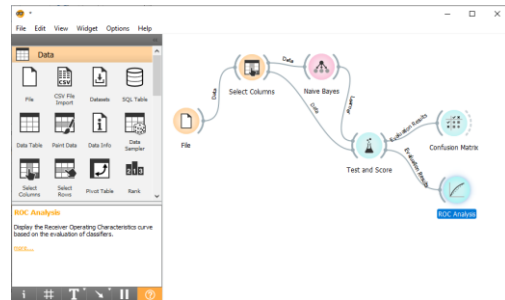 File Edit View Widget Options Help
Data
File
CSV File
Import
Datasets
SQL Table
Data Table
Paint Data
Data Info
Data
Sampler
Select
Columns
Select
Rows
Pivot Table
Rank
ROC Analysis
Display the Receiver Operating Characteristics curve
based on the evaluation of classifiers.
more...
File
Data
Select Columns
Data
Data
Naive Bayes
Learner
Test and Score
Evaluation Results
Evaluation Results
Confusion Matrix
ROC Analysis